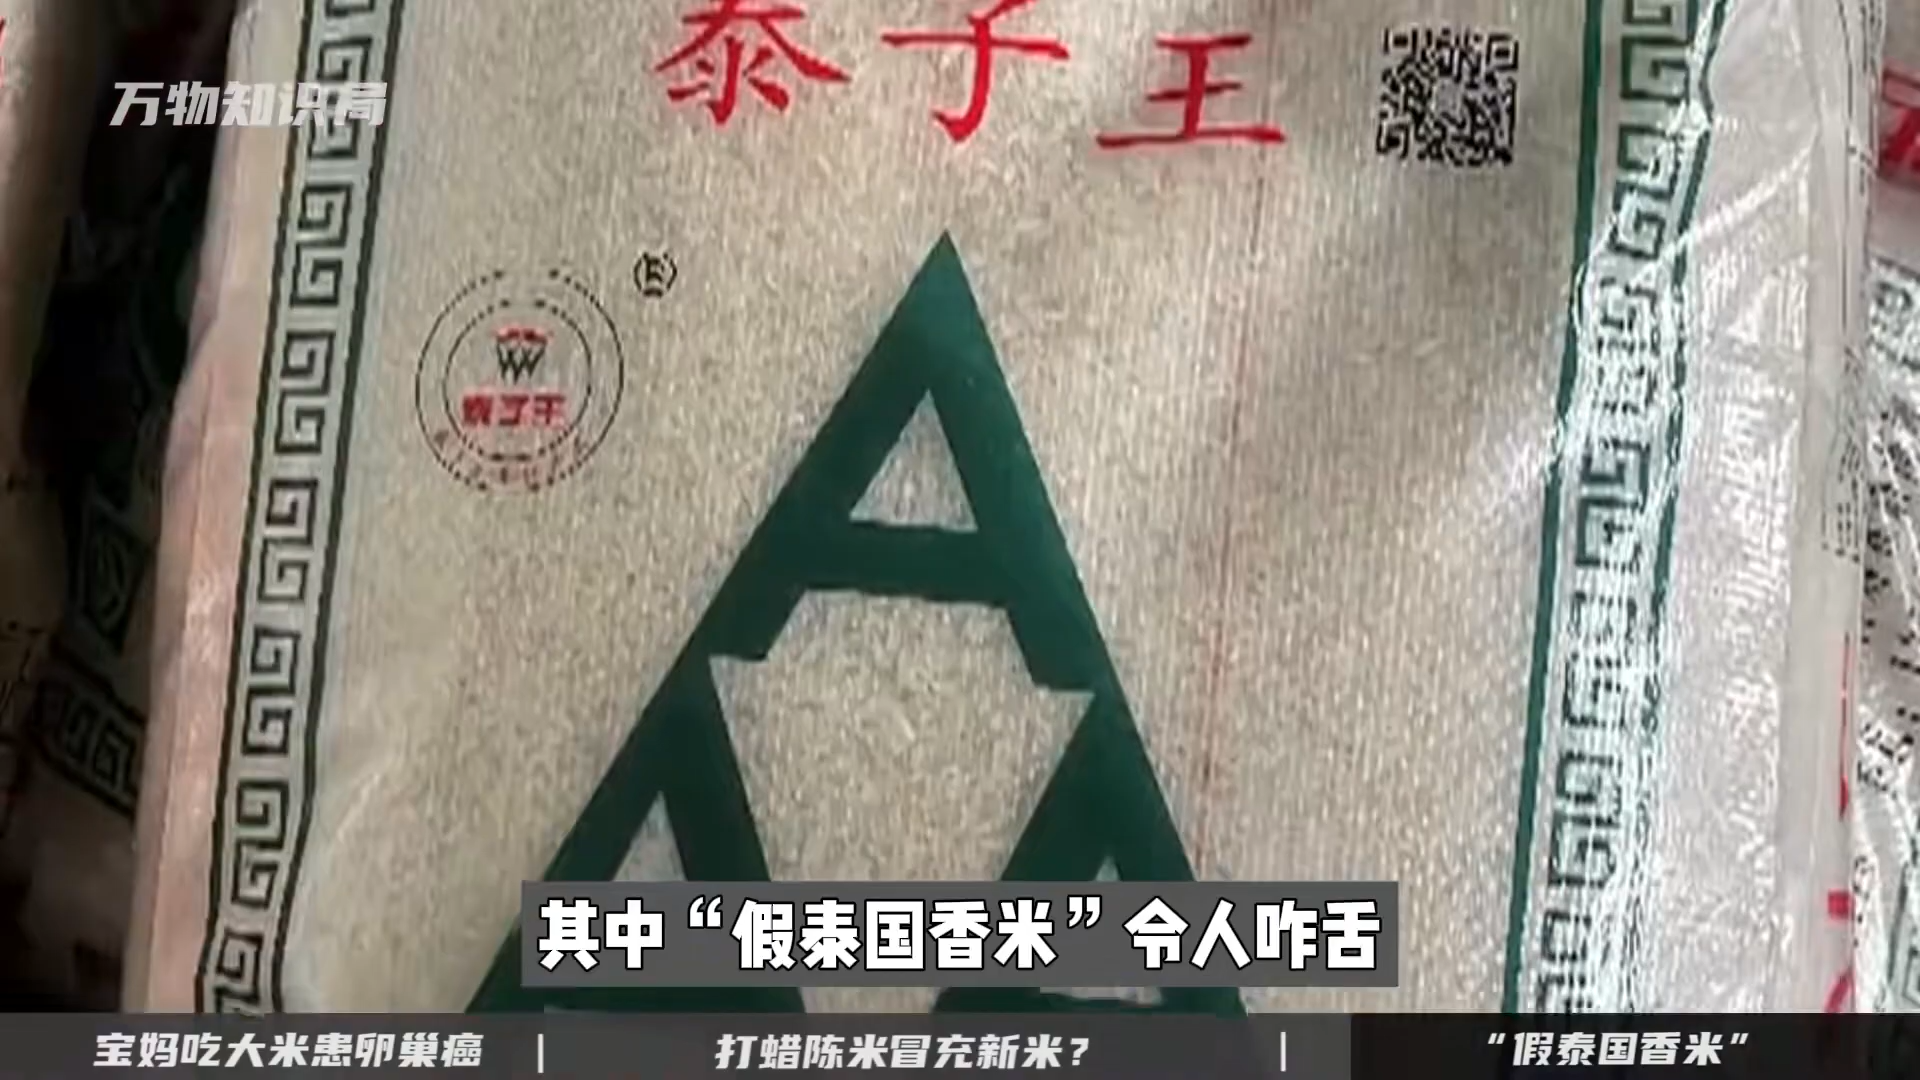 泰子王
万物知识局
泰子王
AAA
其中“假泰国香米”令人咋舌
宝妈吃大米患卵巢癌 | 打蜡陈米冒充新米? | “假泰国香米”